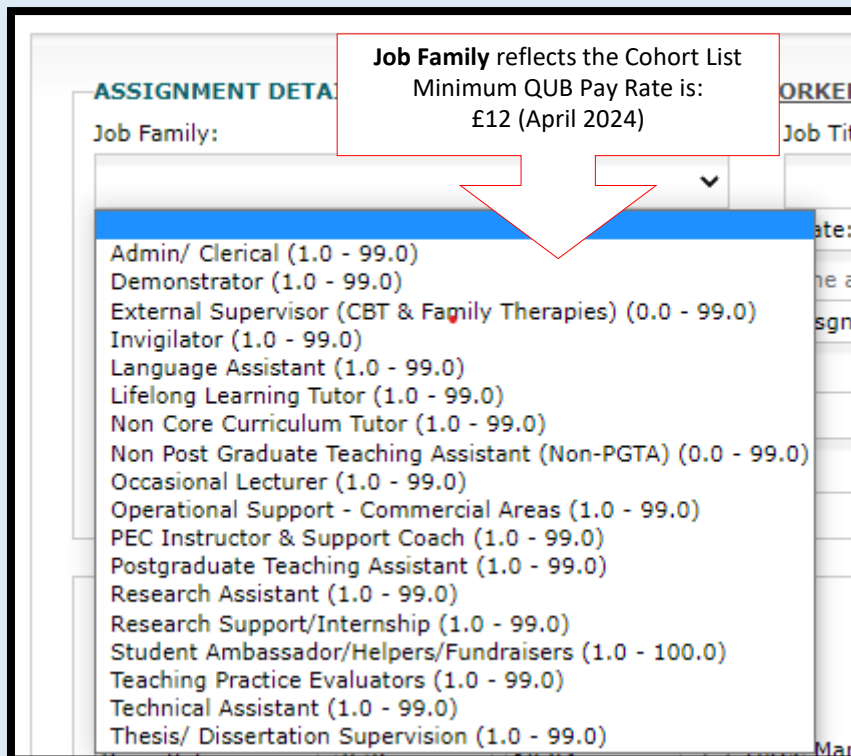 Job Family reflects the Cohort List
Minimum QUB Pay Rate is:
£12 (April 2024)
ASSIGNMENT DETA
ORKE
Job Family:
Job Tit
ate:
Admin/ Clerical (1.0 - 99.0)
Demonstrator (1.0 - 99.0)
External Supervisor (CBT & Family Therapies) (0.0 - 99.0)
sgn
Invigilator (1.0 - 99.0)
Language Assistant (1.0 - 99.0)
Lifelong Learning Tutor (1.0 - 99.0)
Non Core Curriculum Tutor (1.0 - 99.0)
Non Post Graduate Teaching Assistant (Non-PGTA) (0.0 - 99.0)
Occasional Lecturer (1.0 - 99.0)
Operational Support - Commercial Areas (1.0 - 99.0)
PEC Instructor & Support Coach (1.0 - 99.0)
Postgraduate Teaching Assistant (1.0 - 99.0)
Research Assistant (1.0 - 99.0)
Research Support/Internship (1.0 - 99.0)
Student Ambassador/Helpers/Fundraisers (1.0 - 100.0)
Teaching Practice Evaluators (1.0 - 99.0)
Technical Assistant (1.0 - 99.0)
Thesis/ Dissertation Supervision (1.0 - 99.0)
Mar